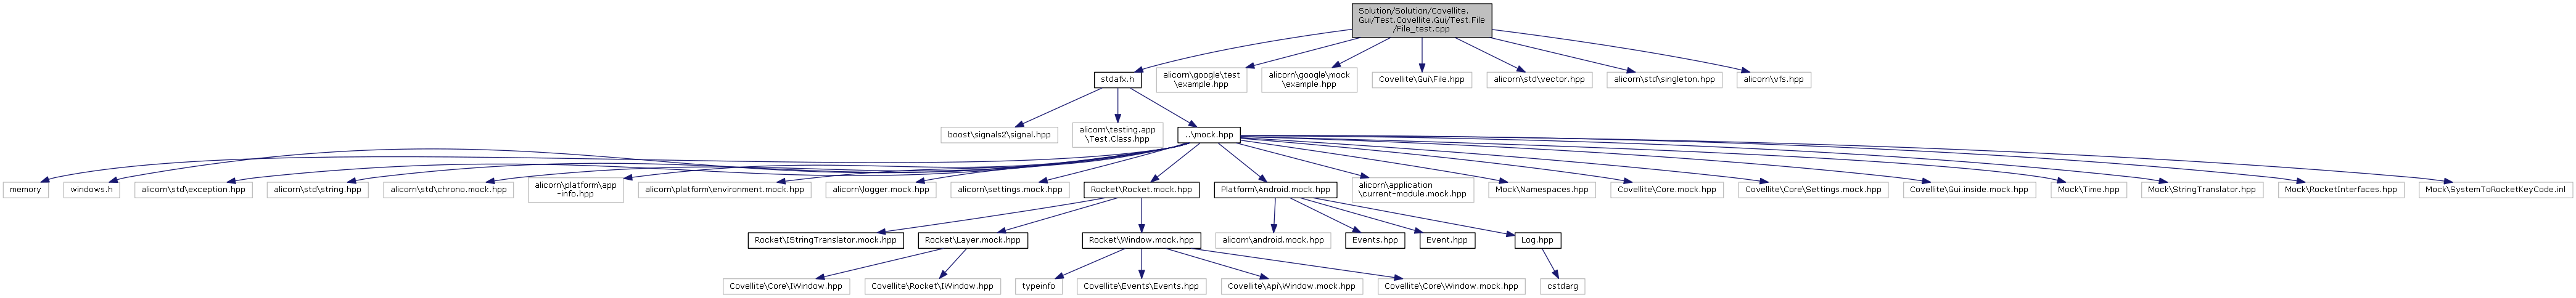 Solution/Solution/Covellite.
Gui/Test.Covellite.Gui/Test.File
/File_test.cpp
stdafx.h
alicorn\google\test
\example.hpp
alicorn\google\mock
\example.hpp
Covellite\Gui\File.hpp
alicorn\std\vector.hpp
alicorn\std\singleton.hpp
alicorn\vfs.hpp
boost\signals2\signal.hpp
alicorn\testing.app
\Test.Class.hpp
..\mock.hpp
memory
windows.h
alicorn\std\exception.hpp
alicorn\std\string.hpp
alicorn\std\chrono.mock.hpp
alicorn\platform\app
-info.hpp
alicorn\platform\environment.mock.hpp
alicorn\logger.mock.hpp
alicorn\settings.mock.hpp
Rocket\Rocket.mock.hpp
Platform\Android.mock.hpp
alicorn\application
\current-module.mock.hpp
Mock\Namespaces.hpp
Covellite\Core.mock.hpp
Covellite\Core\Settings.mock.hpp
Covellite\Gui.inside.mock.hpp
Mock\Time.hpp
Mock\StringTranslator.hpp
Mock\RocketInterfaces.hpp
Mock\SystemToRocketKeyCode.inl
Rocket\IStringTranslator.mock.hpp
Rocket\Layer.mock.hpp
Rocket\Window.mock.hpp
alicorn\android.mock.hpp
Events.hpp
Event.hpp
Log.hpp
Covellite\Core\IWindow.hpp
Covellite\Rocket\IWindow.hpp
typeinfo
Covellite\Events\Events.hpp
Covellite\Api\Window.mock.hpp
Covellite\Core\Window.mock.hpp
cstdarg